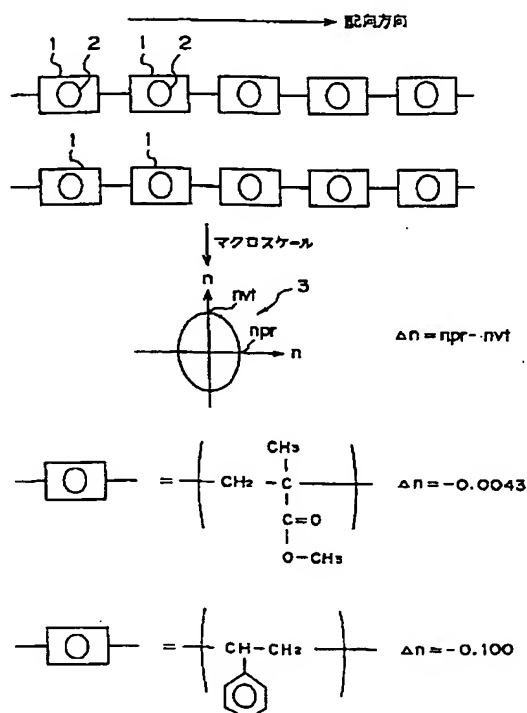 配向方向
1 2 1 2
1 1
マクロスケール
n
nvt
3
npr
n
Δn=npr-nvt
CH₃
= ( CH₂ - C ) Δn=-0.0043
C=O
O-CH₃
= ( CH-CH₂ ) Δn=-0.100